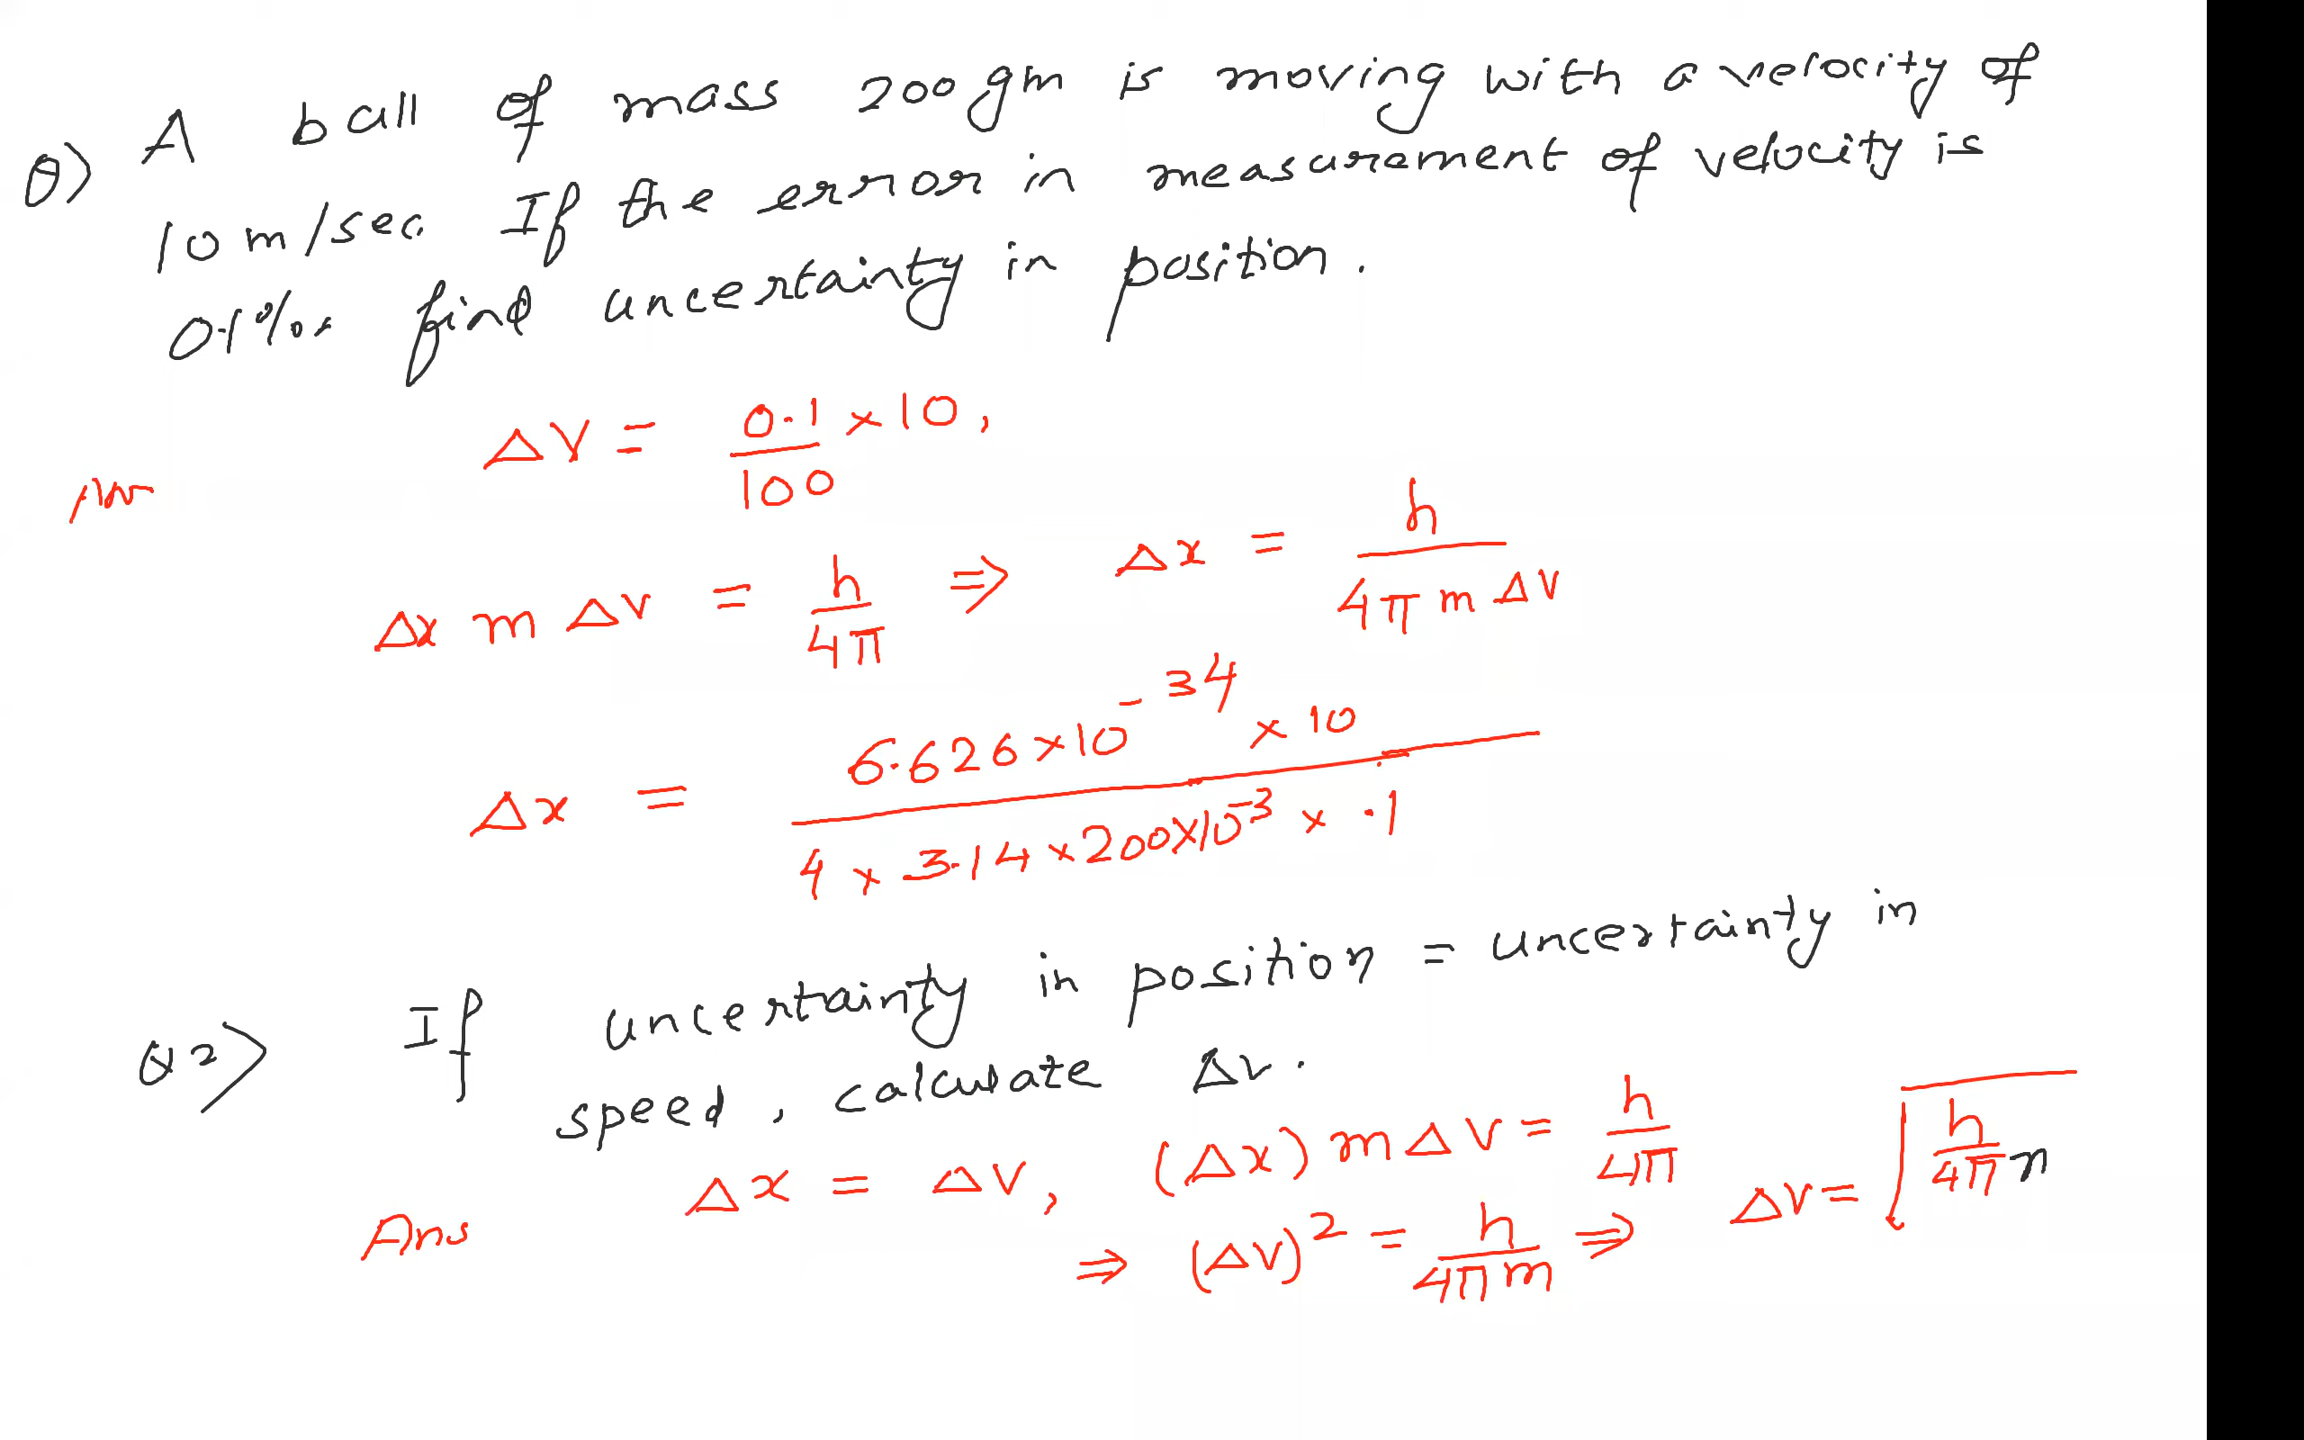 Q) A ball of mass 200 gm is moving with a velocity of
10 m/sec. If the error in measurement of velocity is
0.1%. find uncertainty in position.
Ans ΔV = 0.1 × 10, / 100
Δx m ΔV = h / 4π ⇒ Δx = h / 4π m ΔV
Δx = 6.626 × 10^-34 × 10 / 4 × 3.14 × 200 × 10^-3 × .1
Q2) If uncertainty in position = uncertainty in
speed, calculate Δv.
Ans Δx = ΔV, (Δx) m ΔV = h / 4π
⇒ (ΔV)² = h / 4πm ⇒ ΔV = √(h / 4π n)